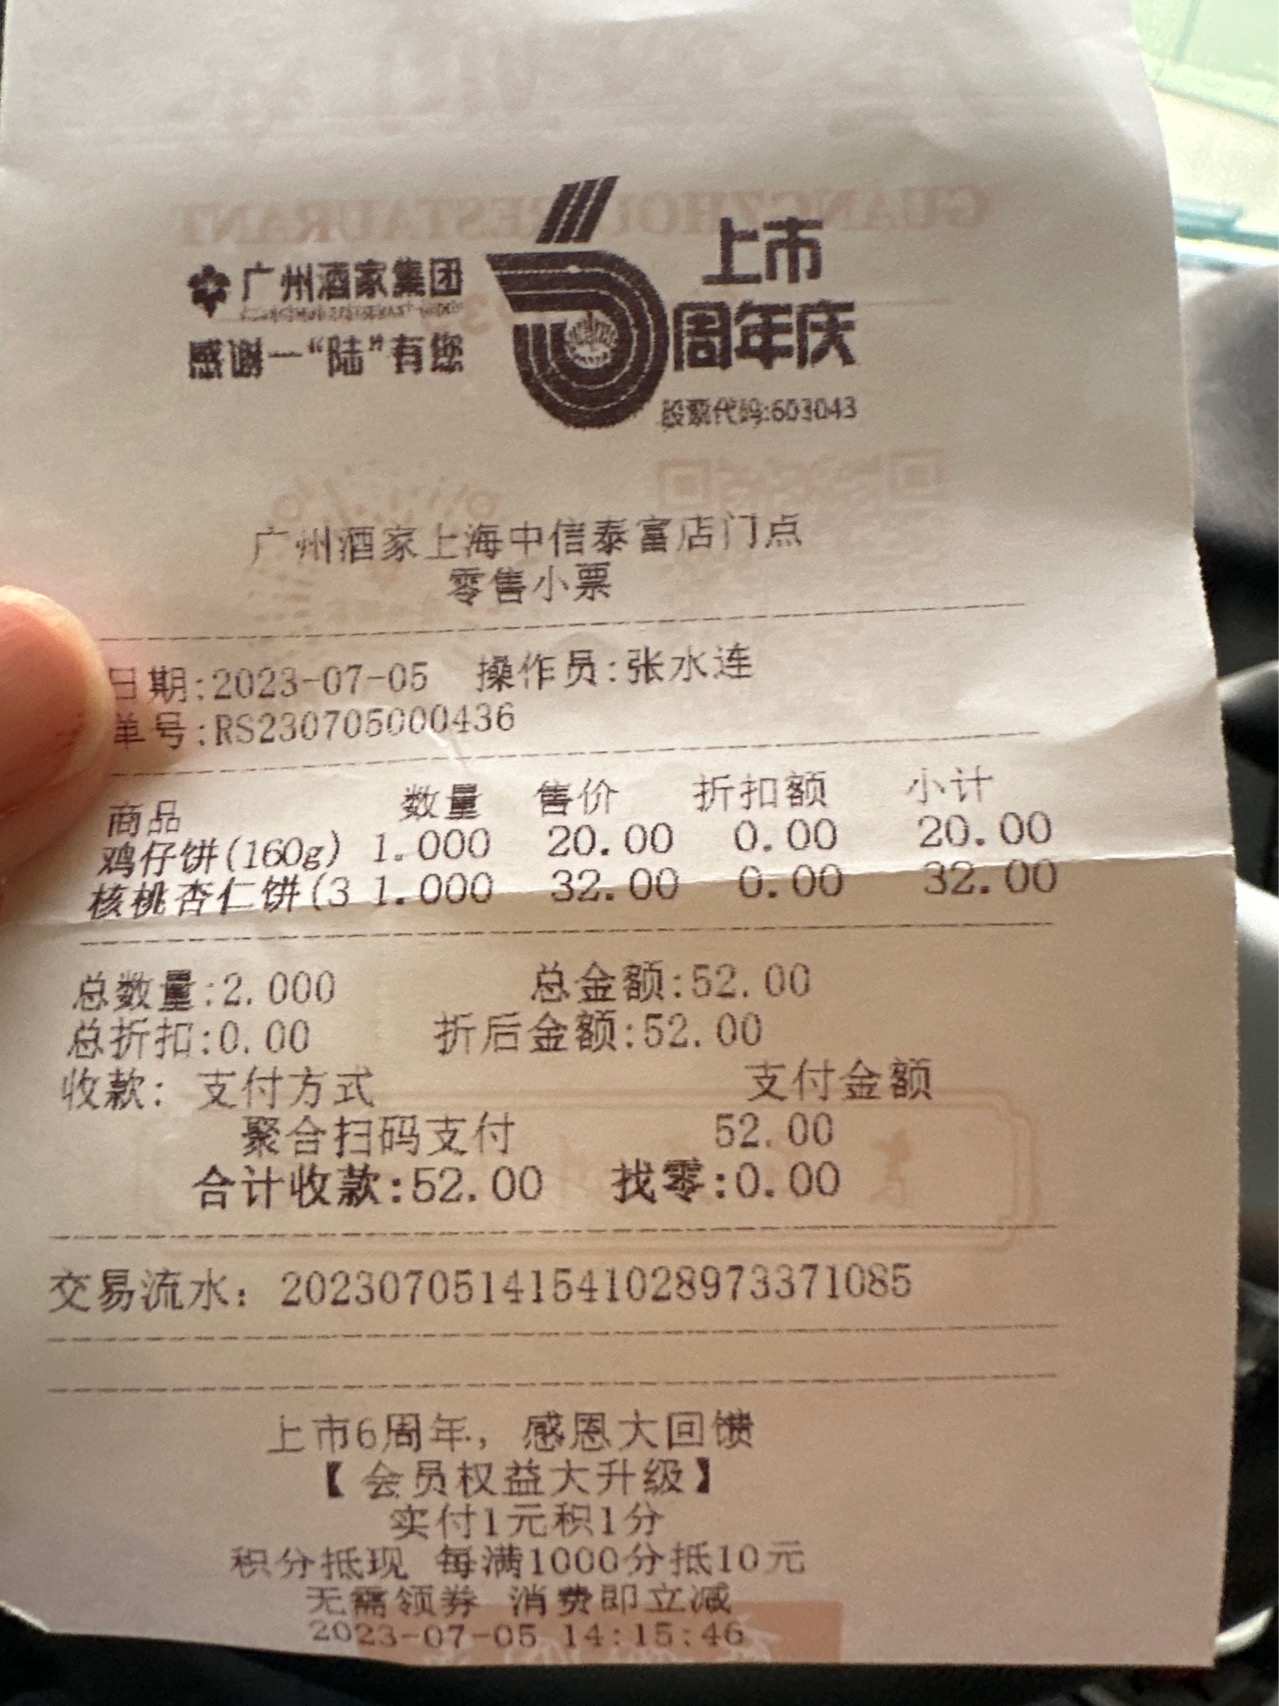 广州酒家集团
感谢一“陆”有您
上市
周年庆
股票代码:603043
广州酒家上海中信泰富店门点
零售小票
日期:2023-07-05 操作员:张水连
单号:RS230705000436
商品 数量 售价 折扣额 小计
鸡仔饼(160g) 1.000 20.00 0.00 20.00
核桃杏仁饼(3 1.000 32.00 0.00 32.00
总数量:2.000 总金额:52.00
总折扣:0.00 折后金额:52.00
收款: 支付方式 支付金额
聚合扫码支付 52.00
合计收款:52.00 找零:0.00
交易流水: 2023070514154102897337​1085
上市6周年, 感恩大回馈
【会员权益大升级】
实付1元积1分
积分抵现 每满1000分抵10元
无需领券 消费即立减
2023-07-05 14:15:46